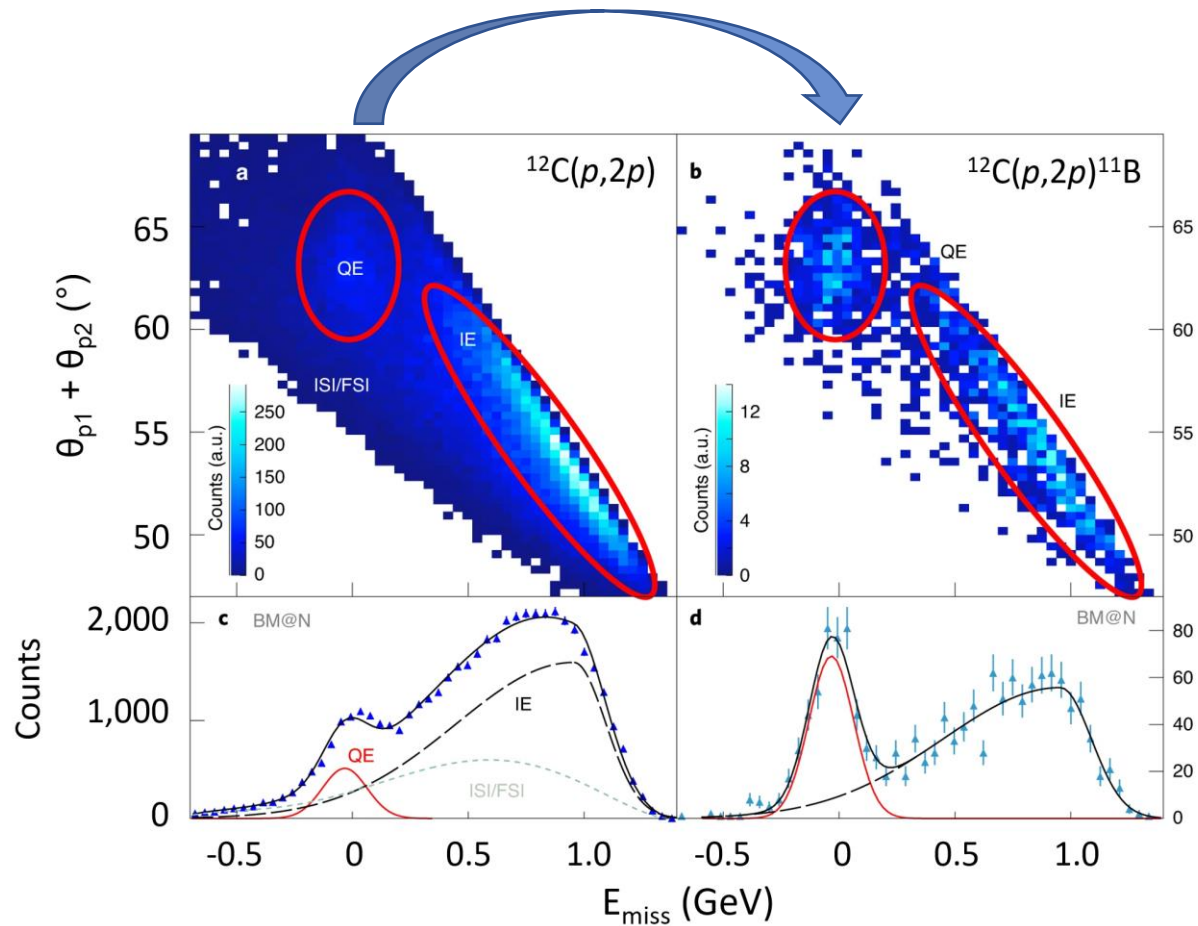 a
¹²C(p,2p)
b
¹²C(p,2p)¹¹B
65
60
55
50
θp1 + θp2 (°)
QE
IE
ISI/FSI
Counts (a.u.)
250
200
150
100
50
0
QE
IE
Counts (a.u.)
12
8
4
0
65
60
55
50
c
BM@N
2,000
1,000
0
Counts
IE
QE
ISI/FSI
d
BM@N
80
60
40
20
0
-0.5 0 0.5 1.0
-0.5 0 0.5 1.0
Emiss (GeV)